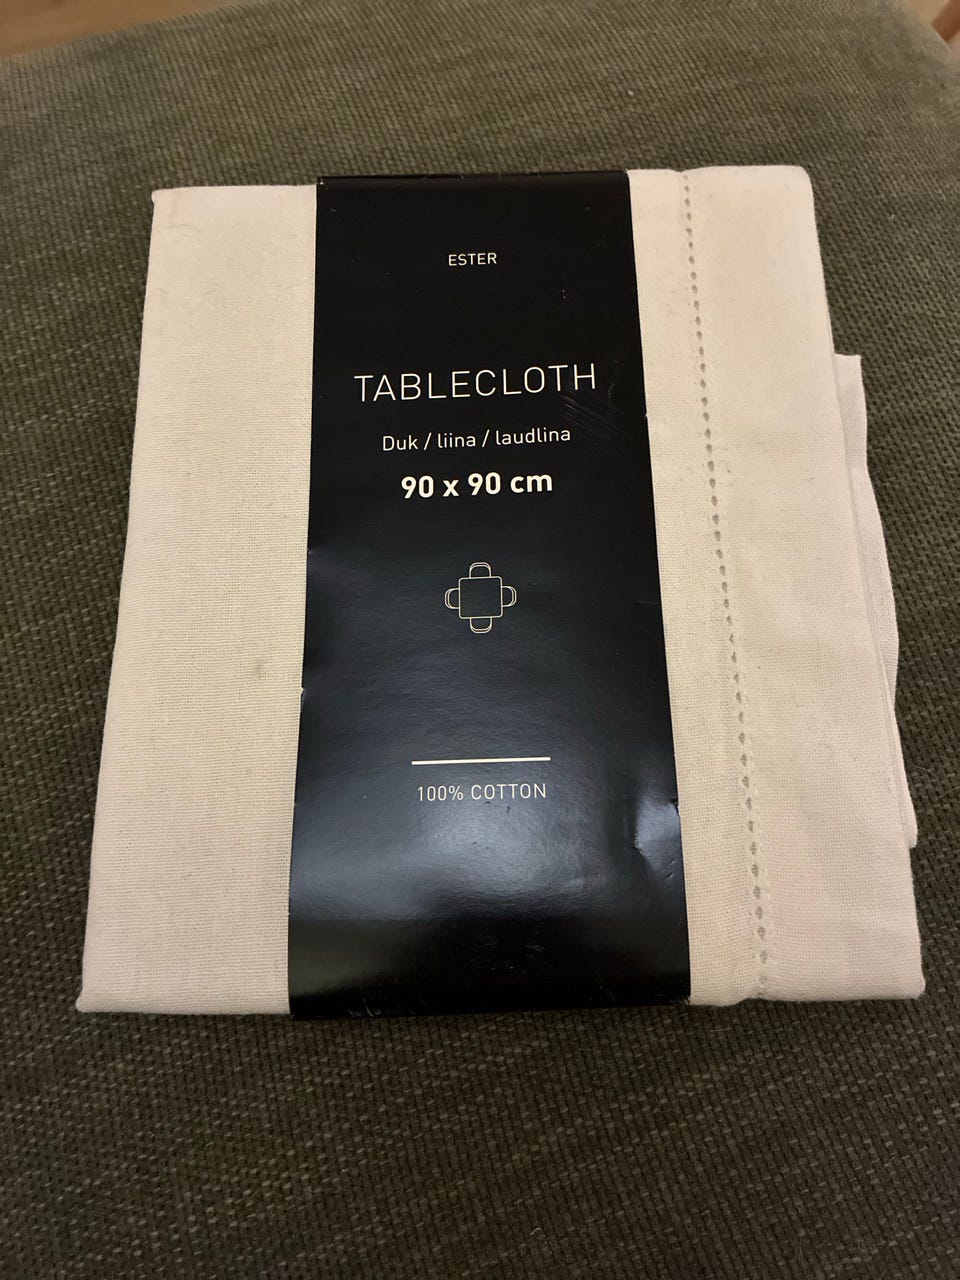 ESTER
TABLECLOTH
Duk / liina / laudlina
90 x 90 cm
100% COTTON